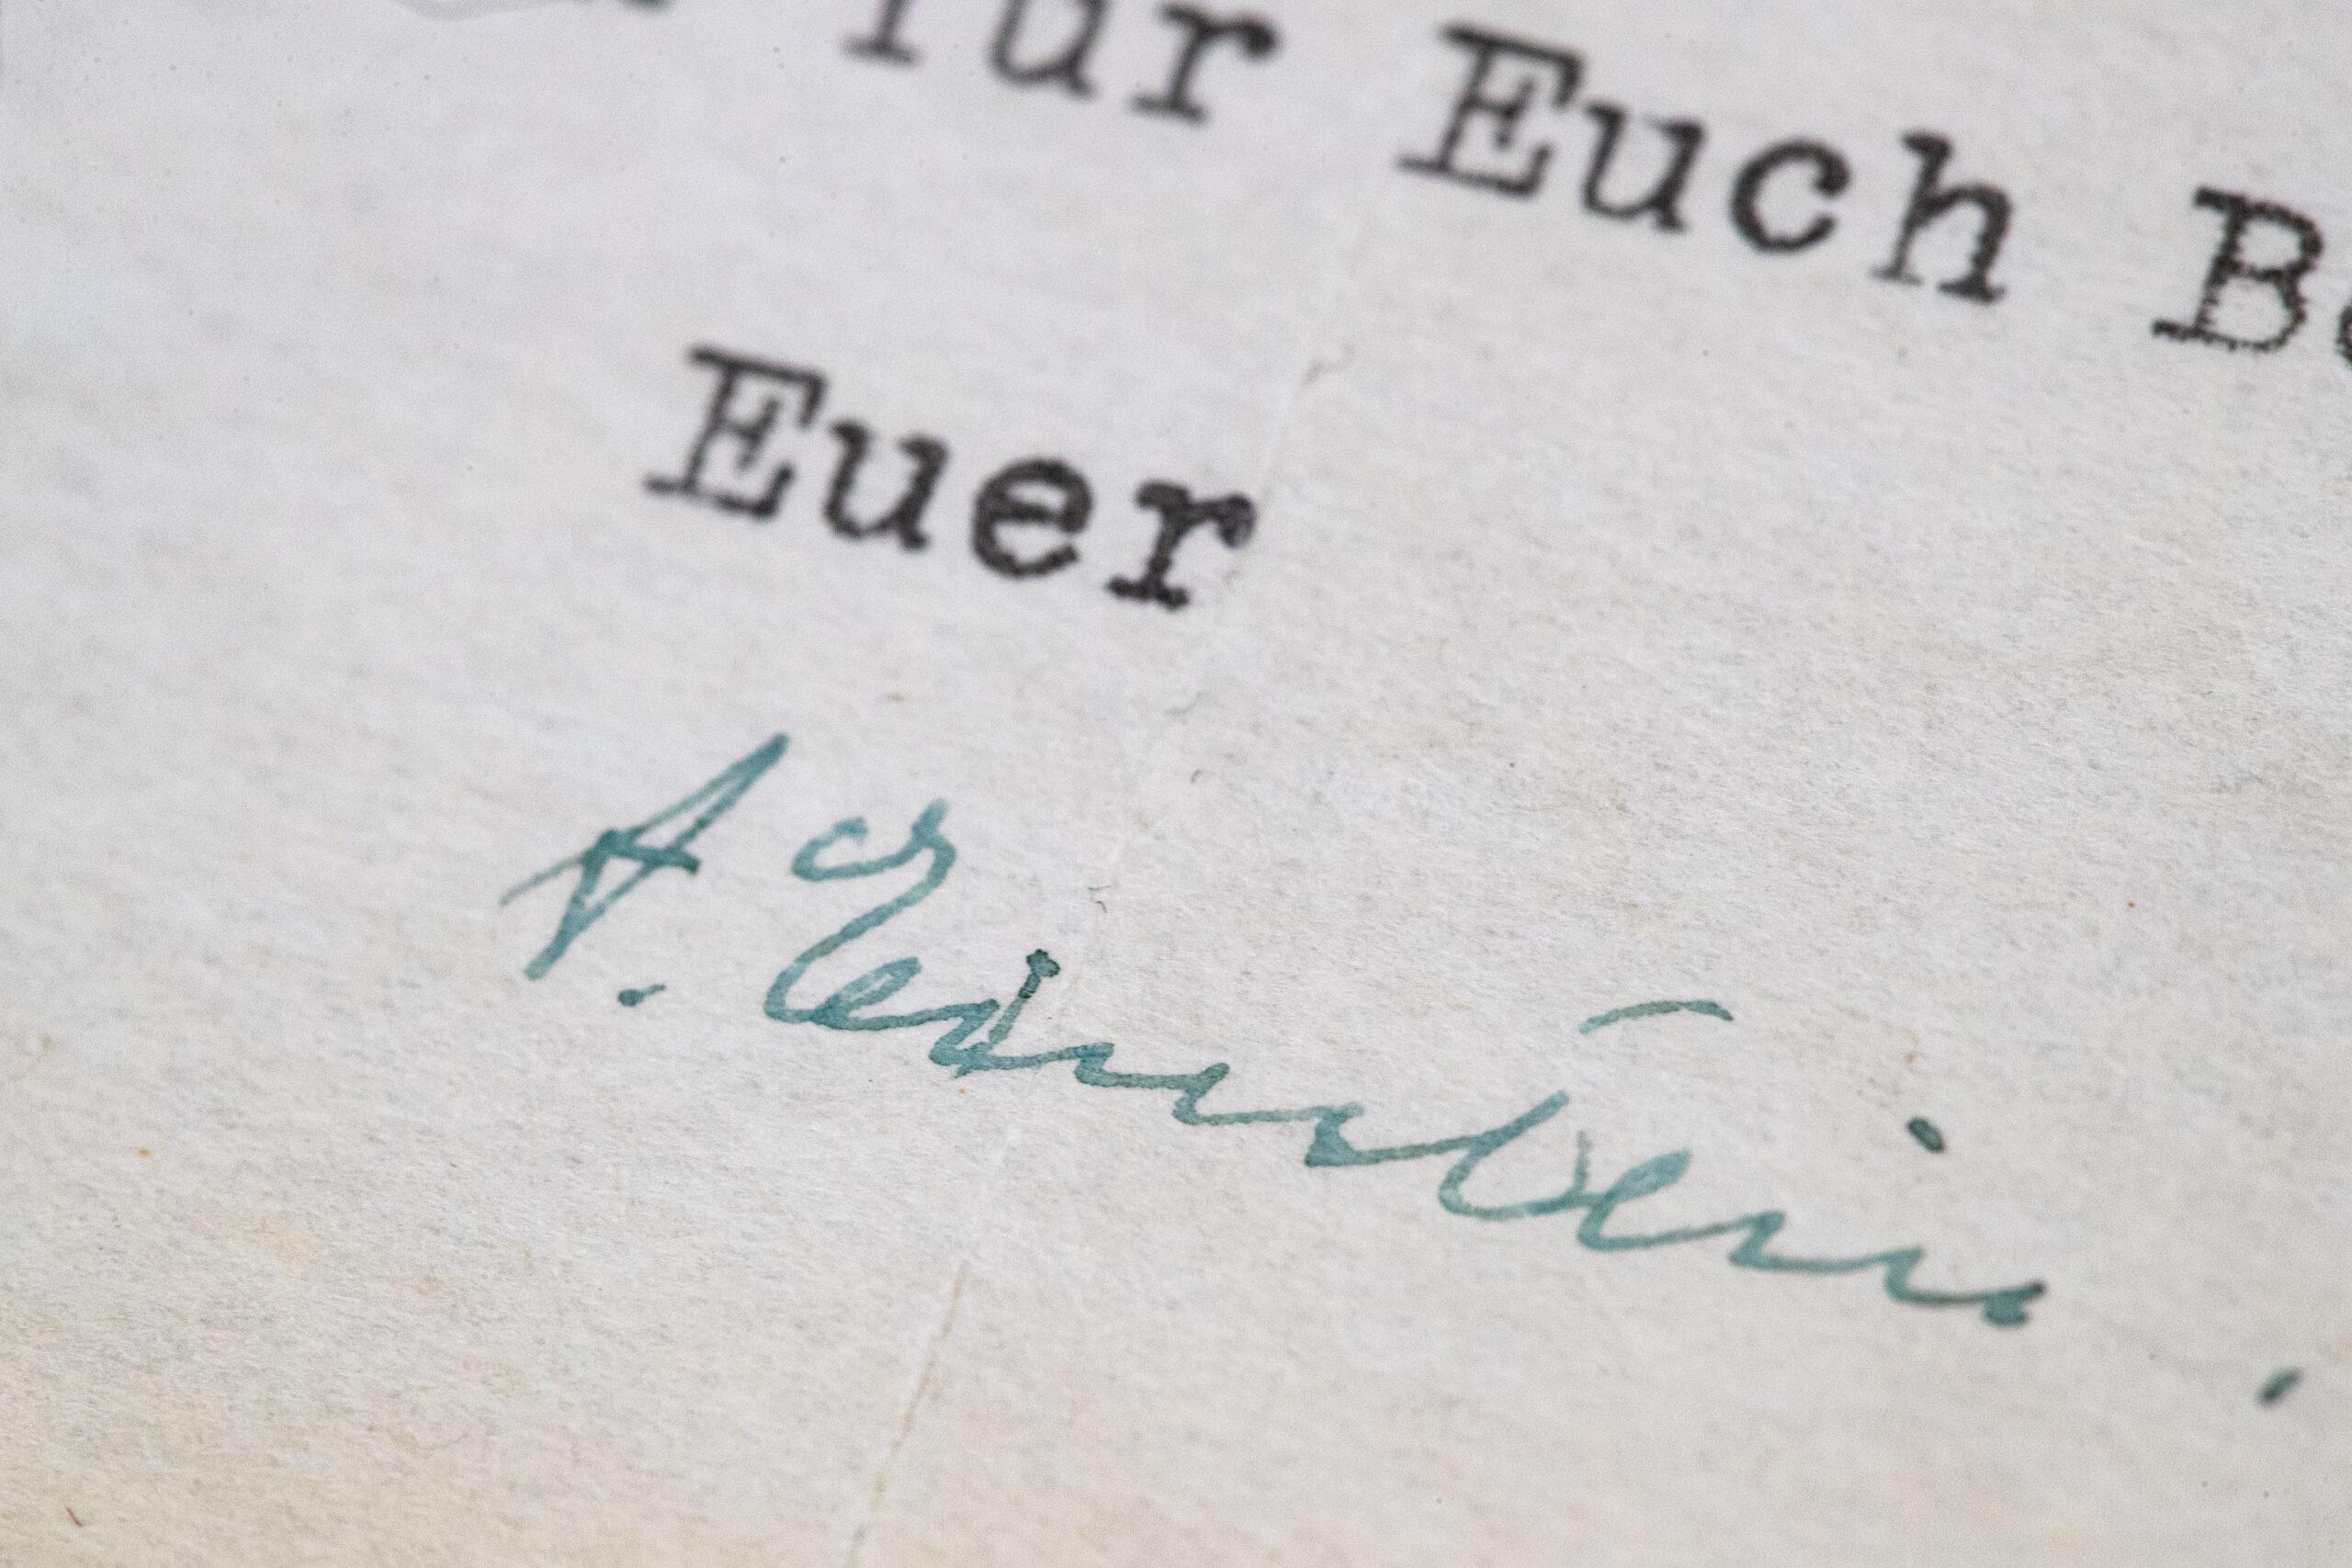 für Euch
Euer
A. Einstein.